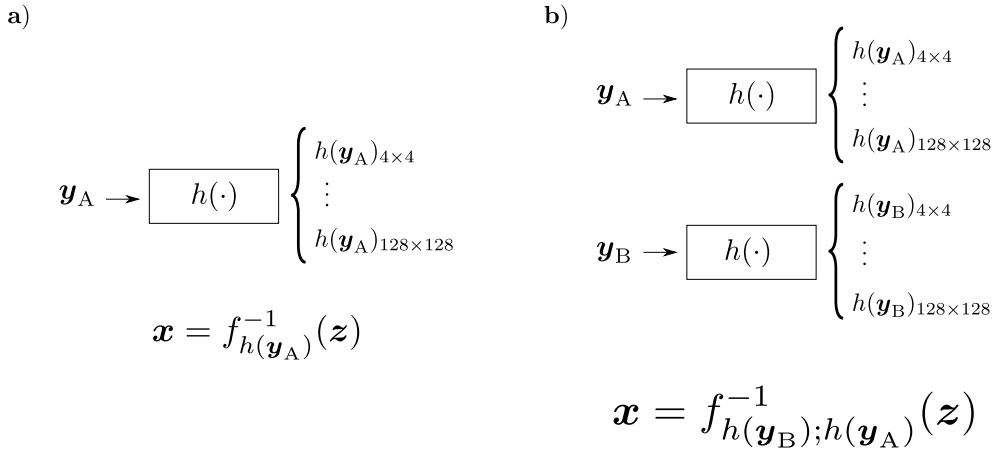 a)
𝒚_A → h(·)
h(𝒚_A)_{4×4}
⋮
h(𝒚_A)_{128×128}
𝒙 = f^{-1}_{h(𝒚_A)}(𝒛)
b)
𝒚_A → h(·)
h(𝒚_A)_{4×4}
⋮
h(𝒚_A)_{128×128}
𝒚_B → h(·)
h(𝒚_B)_{4×4}
⋮
h(𝒚_B)_{128×128}
𝒙 = f^{-1}_{h(𝒚_B);h(𝒚_A)}(𝒛)